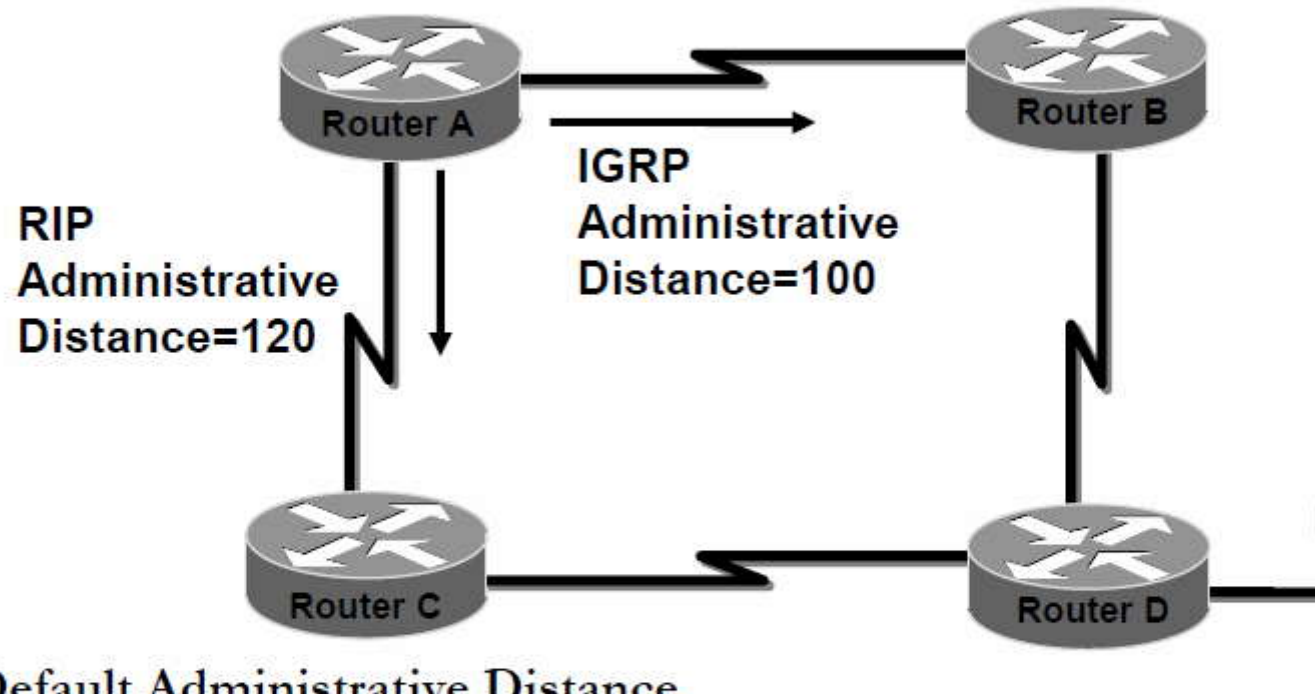 Router A
Router B
IGRP
Administrative
Distance=100
RIP
Administrative
Distance=120
Router C
Router D
Default Administrative Distance